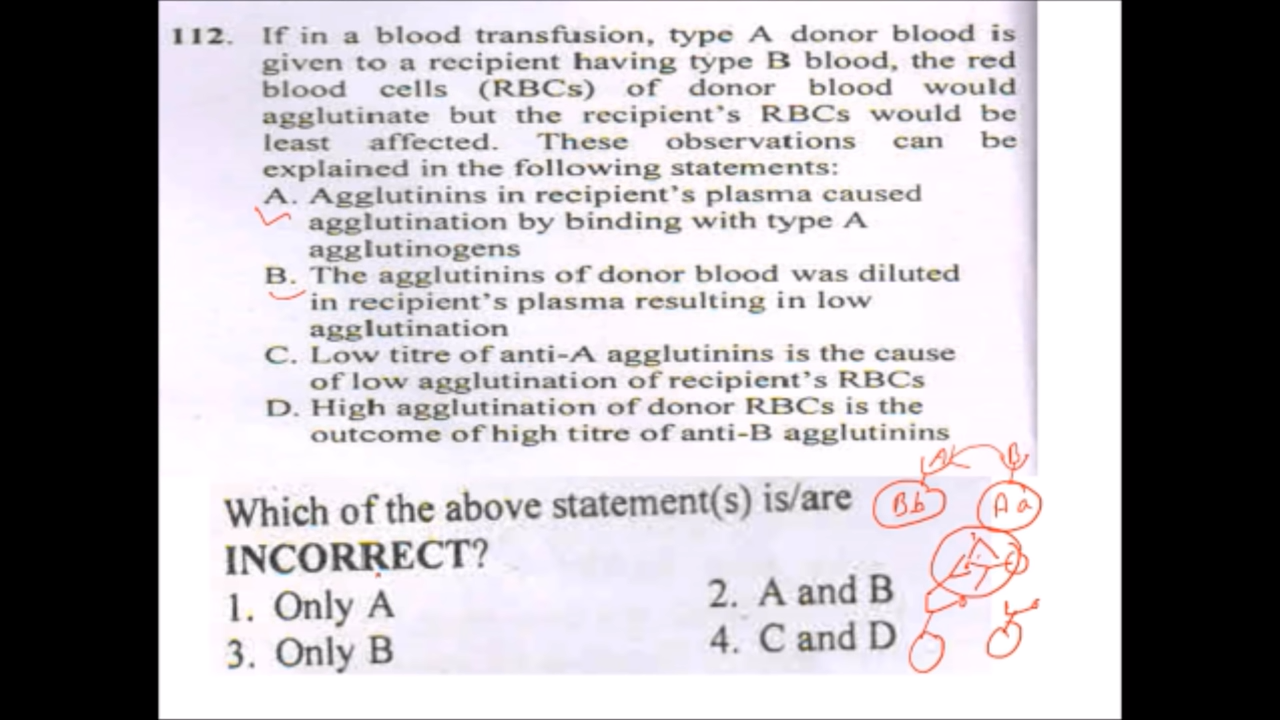 112. If in a blood transfusion, type A donor blood is
given to a recipient having type B blood, the red
blood cells (RBCs) of donor blood would
agglutinate but the recipient's RBCs would be
least affected. These observations can be
explained in the following statements:
A. Agglutinins in recipient's plasma caused
agglutination by binding with type A
agglutinogens
B. The agglutinins of donor blood was diluted
in recipient's plasma resulting in low
agglutination
C. Low titre of anti-A agglutinins is the cause
of low agglutination of recipient's RBCs
D. High agglutination of donor RBCs is the
outcome of high titre of anti-B agglutinins
A B
Bb Aa
Which of the above statement(s) is/are
INCORRECT?
1. Only A 2. A and B
3. Only B 4. C and D